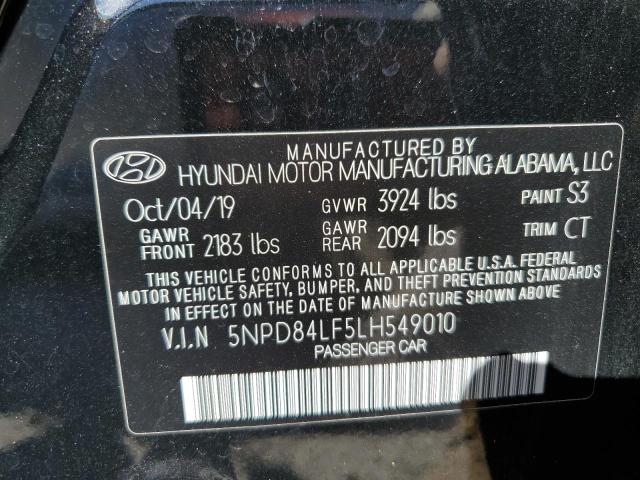 MANUFACTURED BY
HYUNDAI MOTOR MANUFACTURING ALABAMA, LLC
Oct/04/19 GVWR 3924 lbs PAINT S3
GAWR FRONT 2183 lbs GAWR REAR 2094 lbs TRIM CT
THIS VEHICLE CONFORMS TO ALL APPLICABLE U.S.A. FEDERAL
MOTOR VEHICLE SAFETY, BUMPER, AND THEFT PREVENTION STANDARDS
IN EFFECT ON THE DATE OF MANUFACTURE SHOWN ABOVE
V.I.N 5NPD84LF5LH549010
PASSENGER CAR